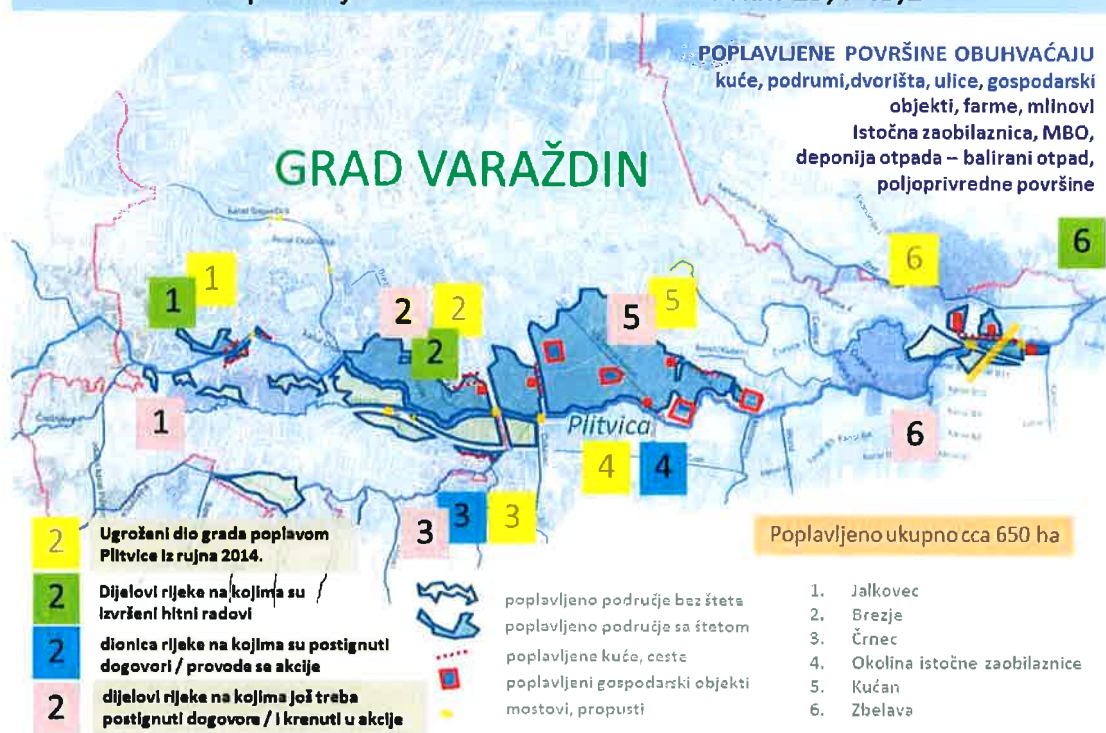 POPLAVLJENE POVRŠINE OBUHVAĆAJU
kuće, podrumi,dvorišta, ulice, gospodarski
objekti, farme, mlinovi
Istočna zaobilaznica, MBO,
deponija otpada – balirani otpad,
poljoprivredne površine
GRAD VARAŽDIN
1
1
2
2
2
5
5
6
6
1
Plitvica
4
4
6
3
3
3
2
Ugroženi dio grada poplavom
Plitvice iz rujna 2014.
2
Dijelovi rijeke na kojima su
izvršeni hitni radovi
2
dionica rijeke na kojima su postignuti
dogovori / provode se akcije
2
dijelovi rijeke na kojima još treba
postignuti dogovore / i krenuti u akcije
poplavljeno područje bez štete
poplavljeno područje sa štetom
poplavljene kuće, ceste
poplavljeni gospodarski objekti
mostovi, propusti
Poplavljeno ukupno cca 650 ha
1. Jalkovec
2. Brezje
3. Črnec
4. Okolina istočne zaobilaznice
5. Kućan
6. Zbelava